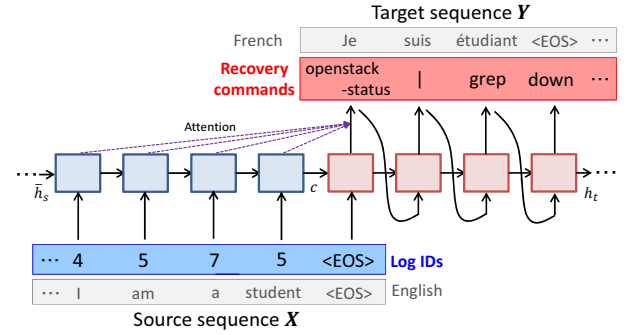 Target sequence Y
French Je suis étudiant <EOS> ···
Recovery commands openstack -status | grep down ···
Attention
··· h̄s c ht ···
··· 4 5 7 5 <EOS> Log IDs
··· I am a student <EOS> English
Source sequence X